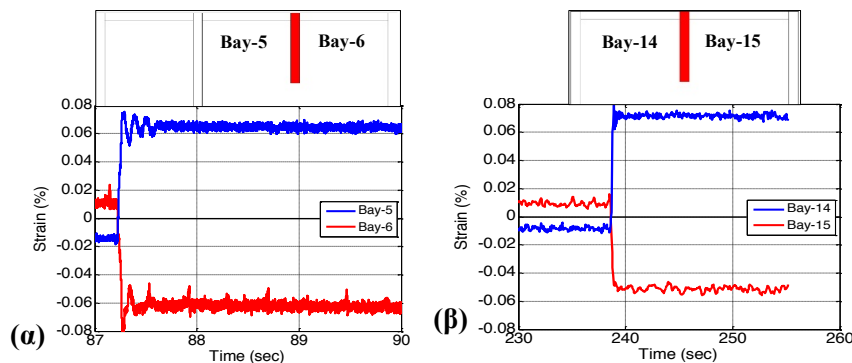 Bay-5 Bay-6
0.08
0.06
0.04
0.02
0
-0.02
-0.04
-0.06
-0.08
Strain (%)
Bay-5
Bay-6
87 88 89 90
Time (sec)
(α)
Bay-14 Bay-15
0.08
0.06
0.04
0.02
0
-0.02
-0.04
-0.06
-0.08
Strain (%)
Bay-14
Bay-15
230 240 250 260
Time (sec)
(β)